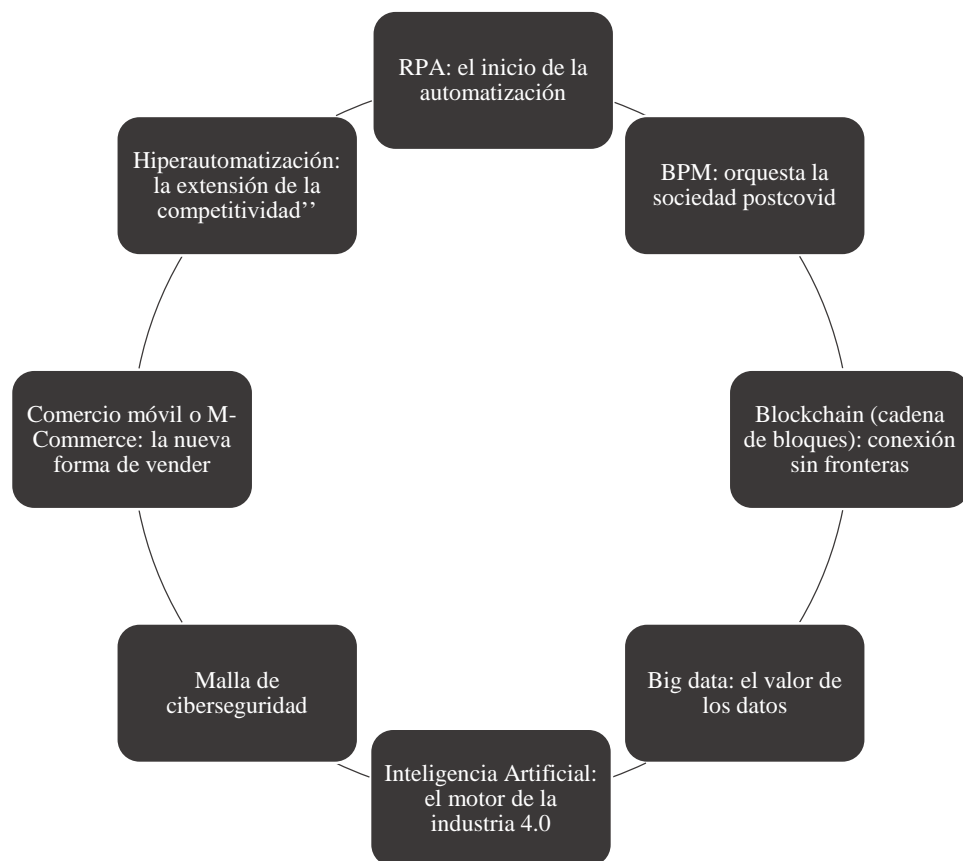 RPA: el inicio de la
automatización
BPM: orquesta la
sociedad postcovid
Blockchain (cadena
de bloques): conexión
sin fronteras
Big data: el valor de
los datos
Inteligencia Artificial:
el motor de la
industria 4.0
Malla de
ciberseguridad
Comercio móvil o M-
Commerce: la nueva
forma de vender
Hiperautomatización:
la extensión de la
competitividad’’